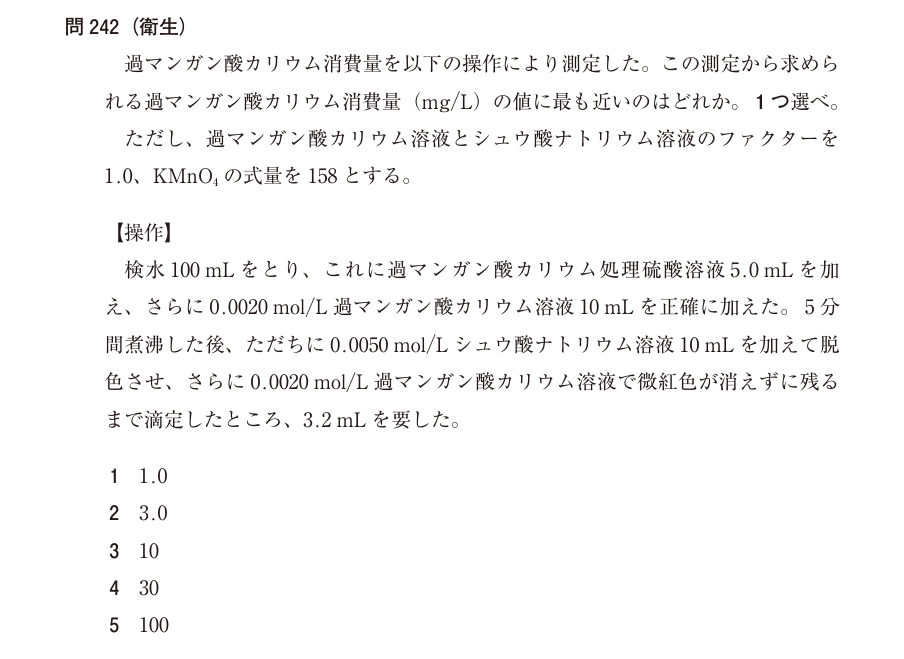 問 242（衛生）
過マンガン酸カリウム消費量を以下の操作により測定した。この測定から求めら
れる過マンガン酸カリウム消費量（mg/L）の値に最も近いのはどれか。1つ選べ。
ただし、過マンガン酸カリウム溶液とシュウ酸ナトリウム溶液のファクターを
1.0、KMnO₄ の式量を 158 とする。
【操作】
検水 100 mL をとり、これに過マンガン酸カリウム処理硫酸溶液 5.0 mL を加
え、さらに 0.0020 mol/L 過マンガン酸カリウム溶液 10 mL を正確に加えた。5分
間煮沸した後、ただちに 0.0050 mol/L シュウ酸ナトリウム溶液 10 mL を加えて脱
色させ、さらに 0.0020 mol/L 過マンガン酸カリウム溶液で微紅色が消えずに残る
まで滴定したところ、3.2 mL を要した。
1 1.0
2 3.0
3 10
4 30
5 100